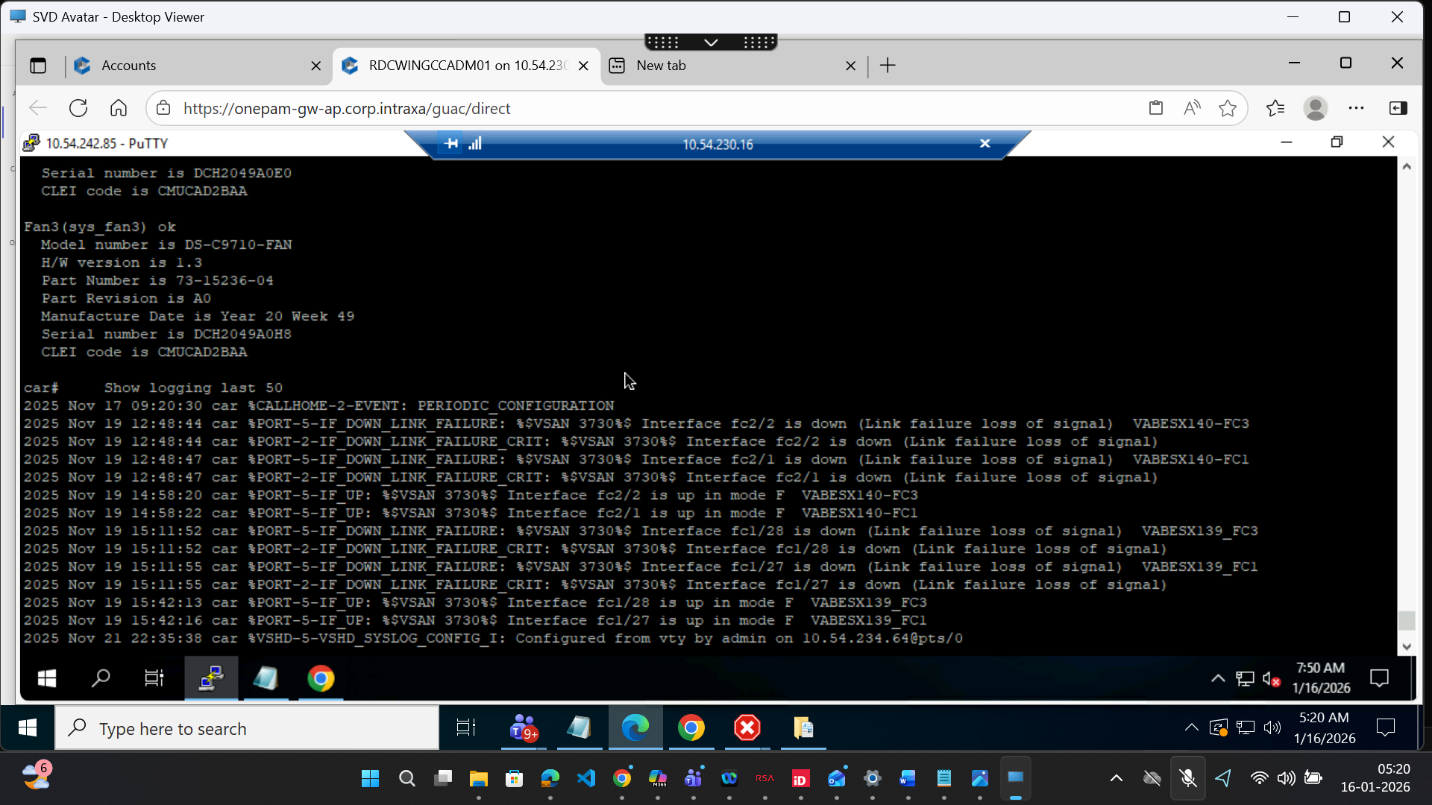 SVD Avatar - Desktop Viewer
Accounts
RDCWINGCCADM01 on 10.54.230
New tab
https://onepam-gw-ap.corp.intraxa/guac/direct
10.54.242.85 - PuTTY
10.54.230.16
Serial number is DCH2049A0E0
CLEI code is CMUCAD2BAA
Fan3(sys_fan3) ok
Model number is DS-C9710-FAN
H/W version is 1.3
Part Number is 73-15236-04
Part Revision is A0
Manufacture Date is Year 20 Week 49
Serial number is DCH2049A0H8
CLEI code is CMUCAD2BAA
car#     Show logging last 50
2025 Nov 17 09:20:30 car %CALLHOME-2-EVENT: PERIODIC_CONFIGURATION
2025 Nov 19 12:48:44 car %PORT-5-IF_DOWN_LINK_FAILURE: %$VSAN 3730%$ Interface fc2/2 is down (Link failure loss of signal)  VABESX140-FC3
2025 Nov 19 12:48:44 car %PORT-2-IF_DOWN_LINK_FAILURE_CRIT: %$VSAN 3730%$ Interface fc2/2 is down (Link failure loss of signal)
2025 Nov 19 12:48:47 car %PORT-5-IF_DOWN_LINK_FAILURE: %$VSAN 3730%$ Interface fc2/1 is down (Link failure loss of signal)  VABESX140-FC1
2025 Nov 19 12:48:47 car %PORT-2-IF_DOWN_LINK_FAILURE_CRIT: %$VSAN 3730%$ Interface fc2/1 is down (Link failure loss of signal)
2025 Nov 19 14:58:20 car %PORT-5-IF_UP: %$VSAN 3730%$ Interface fc2/2 is up in mode F  VABESX140-FC3
2025 Nov 19 14:58:22 car %PORT-5-IF_UP: %$VSAN 3730%$ Interface fc2/1 is up in mode F  VABESX140-FC1
2025 Nov 19 15:11:52 car %PORT-5-IF_DOWN_LINK_FAILURE: %$VSAN 3730%$ Interface fc1/28 is down (Link failure loss of signal)  VABESX139_FC3
2025 Nov 19 15:11:52 car %PORT-2-IF_DOWN_LINK_FAILURE_CRIT: %$VSAN 3730%$ Interface fc1/28 is down (Link failure loss of signal)
2025 Nov 19 15:11:55 car %PORT-5-IF_DOWN_LINK_FAILURE: %$VSAN 3730%$ Interface fc1/27 is down (Link failure loss of signal)  VABESX139_FC1
2025 Nov 19 15:11:55 car %PORT-2-IF_DOWN_LINK_FAILURE_CRIT: %$VSAN 3730%$ Interface fc1/27 is down (Link failure loss of signal)
2025 Nov 19 15:42:13 car %PORT-5-IF_UP: %$VSAN 3730%$ Interface fc1/28 is up in mode F  VABESX139_FC3
2025 Nov 19 15:42:16 car %PORT-5-IF_UP: %$VSAN 3730%$ Interface fc1/27 is up in mode F  VABESX139_FC1
2025 Nov 21 22:35:38 car %VSHD-5-VSHD_SYSLOG_CONFIG_I: Configured from vty by admin on 10.54.234.64@pts/0
7:50 AM
1/16/2026
Type here to search
9+
5:20 AM
1/16/2026
6
RSA
iD
05:20
16-01-2026